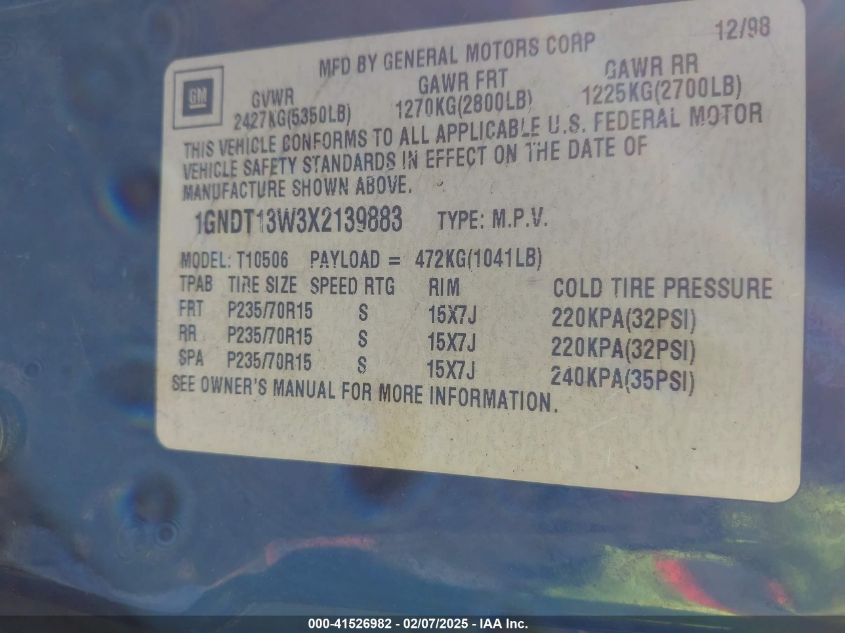 12/98
MFD BY GENERAL MOTORS CORP
GM
GVWR GAWR FRT GAWR RR
2427KG(5350LB) 1270KG(2800LB) 1225KG(2700LB)
THIS VEHICLE CONFORMS TO ALL APPLICABLE U.S. FEDERAL MOTOR
VEHICLE SAFETY STANDARDS IN EFFECT ON THE DATE OF
MANUFACTURE SHOWN ABOVE.
1GNDT13W3X2139883 TYPE: M.P.V.
MODEL: T10506 PAYLOAD = 472KG(1041LB)
TPAB TIRE SIZE SPEED RTG RIM COLD TIRE PRESSURE
FRT P235/70R15 S 15X7J 220KPA(32PSI)
RR P235/70R15 S 15X7J 220KPA(32PSI)
SPA P235/70R15 S 15X7J 240KPA(35PSI)
SEE OWNER'S MANUAL FOR MORE INFORMATION.
000-41526982 - 02/07/2025 - IAA Inc.